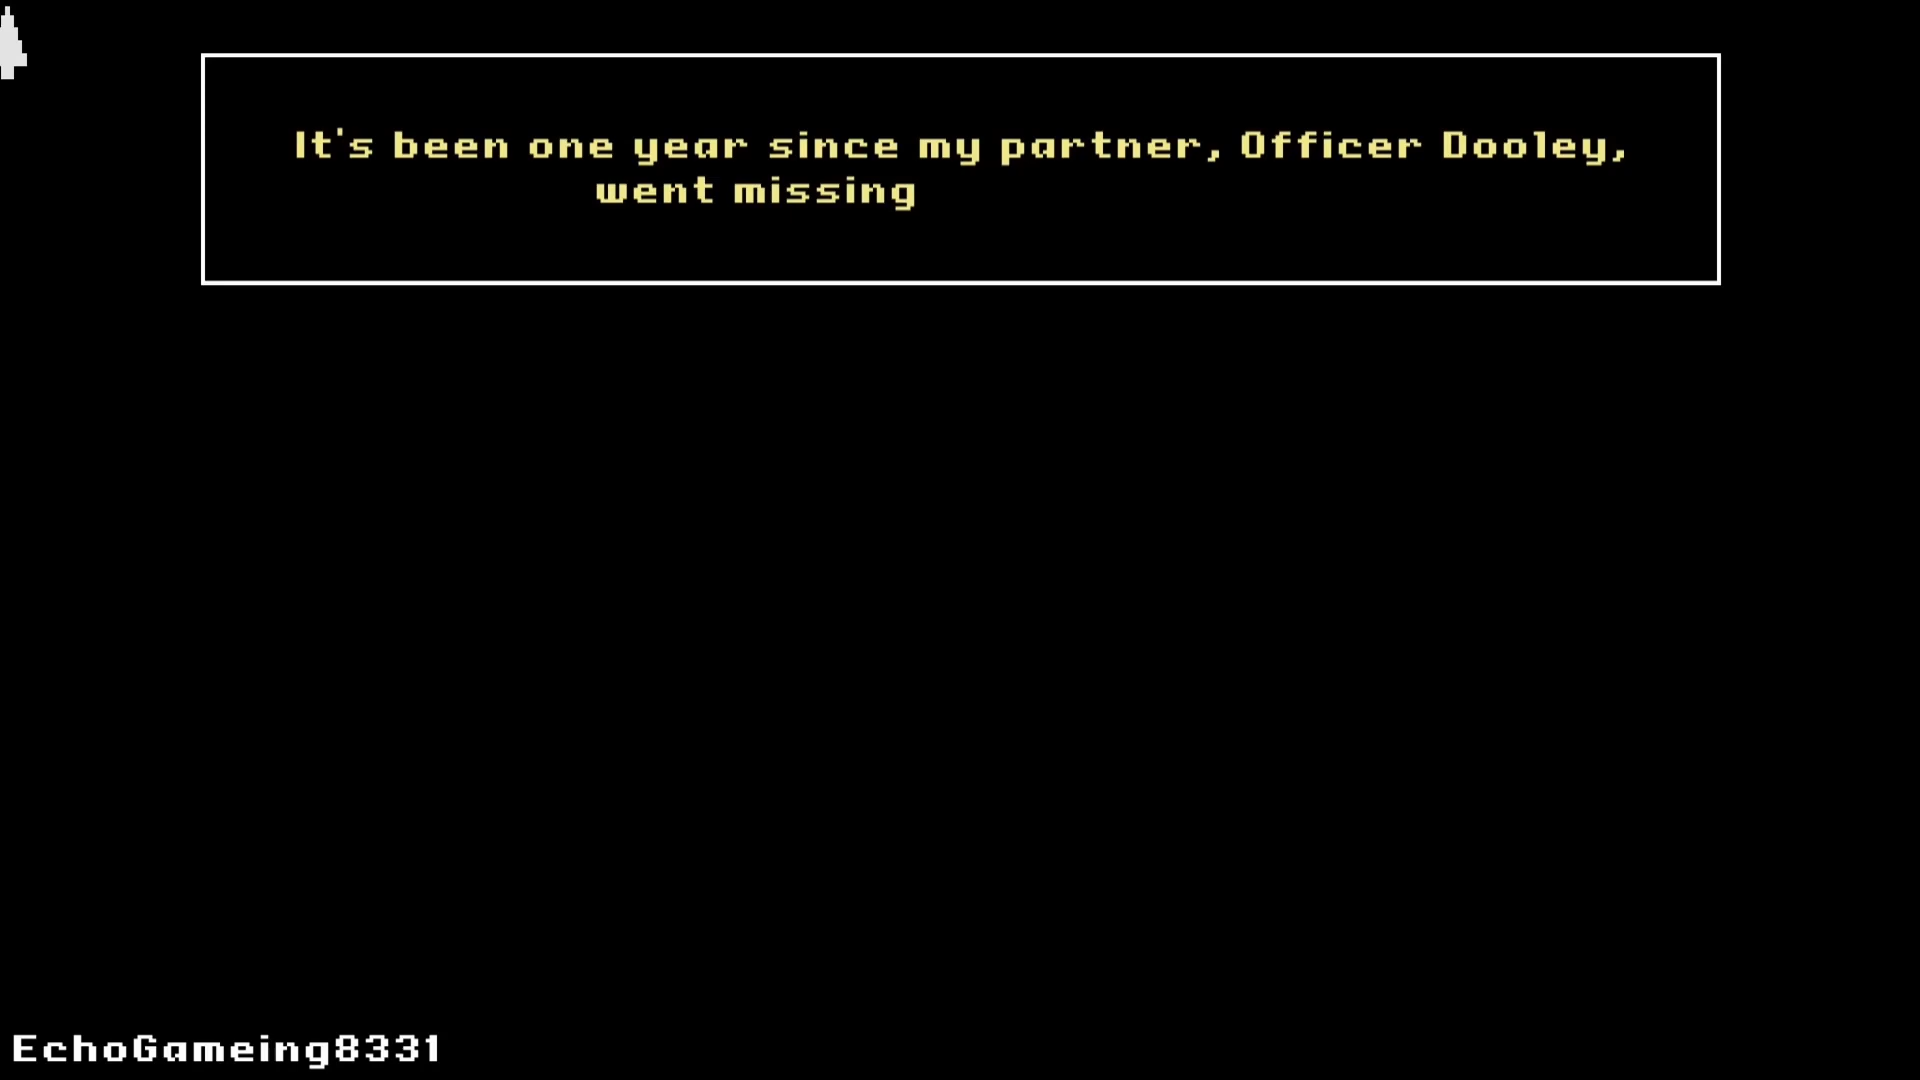 It's been one year since my partner, Officer Dooley,
went missing
EchoGameing8331